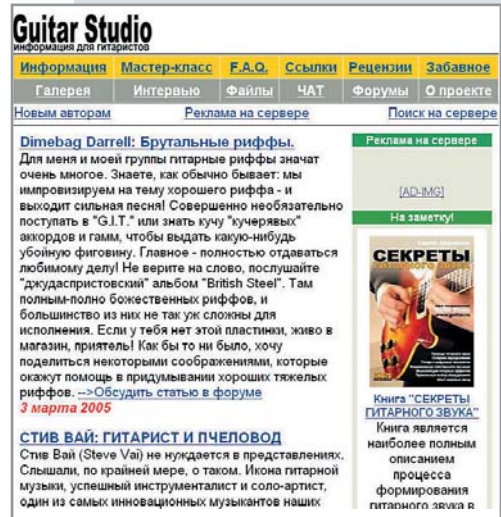 Guitar Studio
информация для гитаристов
Информация Мастер-класс F.A.Q. Ссылки Рецензии Забавное
Галерея Интервью Файлы ЧАТ Форумы О проекте
Новым авторам Реклама на сервере Поиск на сервере
Dimebag Darrell: Брутальные риффы.
Для меня и моей группы гитарные риффы значат
очень многое. Знаете, как обычно бывает: мы
импровизируем на тему хорошего риффа - и
выходит сильная песня! Совершенно необязательно
поступать в "G.I.T." или знать кучу "кучерявых"
аккордов и гамм, чтобы выдать какую-нибудь
убойную фиговину. Главное - полностью отдаваться
любимому делу! Не верите на слово, послушайте
"джудаспристовский" альбом "British Steel". Там
полным-полно божественных риффов, и
большинство из них не так уж сложны для
исполнения. Если у тебя нет этой пластинки, живо в
магазин, приятель! Как бы то ни было, хочу
поделиться некоторыми соображениями, которые
окажут помощь в придумывании хороших тяжелых
риффов. -->Обсудить статью в форуме
3 марта 2005
СТИВ ВАЙ: ГИТАРИСТ И ПЧЕЛОВОД
Стив Вай (Steve Vai) не нуждается в представлениях.
Слышали, по крайней мере, о таком. Икона гитарной
музыки, успешный инструменталист и соло-артист,
один из самых инновационных музыкантов наших
Реклама на сервере
[AD-IMG]
На заметку!
СЕКРЕТЫ
ГИТАРНОГО ЗВУКА
Книга "СЕКРЕТЫ
ГИТАРНОГО ЗВУКА"
Книга является
наиболее полным
описанием
процесса
формирования
гитарного звука в